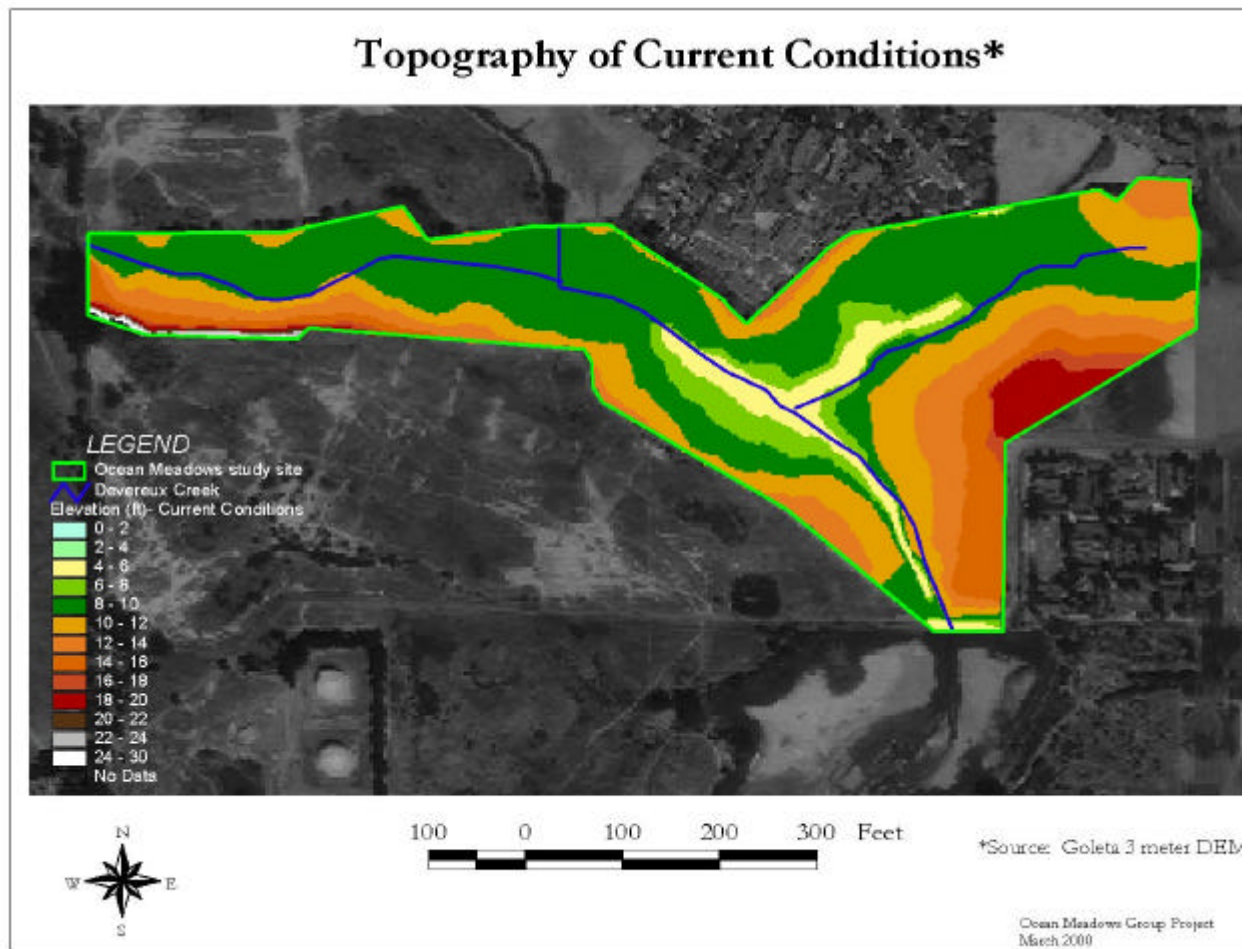 Topography of Current Conditions*
LEGEND
Ocean Meadows study site
Devereux Creek
Elevation (ft)- Current Conditions
0 - 2
2 - 4
4 - 6
6 - 8
8 - 10
10 - 12
12 - 14
14 - 16
16 - 18
18 - 20
20 - 22
22 - 24
24 - 30
No Data
N
W E
S
100 0 100 200 300 Feet
*Source: Goleta 3 meter DEM
Ocean Meadows Group Project
March 2000